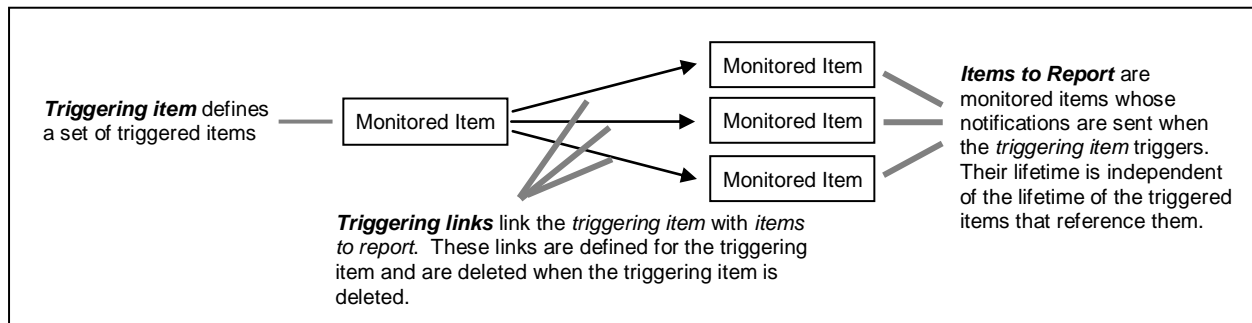 Triggering item defines
a set of triggered items
Monitored Item
Monitored Item
Monitored Item
Monitored Item
Triggering links link the triggering item with items
to report.  These links are defined for the triggering
item and are deleted when the triggering item is
deleted.
Items to Report are
monitored items whose
notifications are sent when
the triggering item triggers.
Their lifetime is independent
of the lifetime of the triggered
items that reference them.